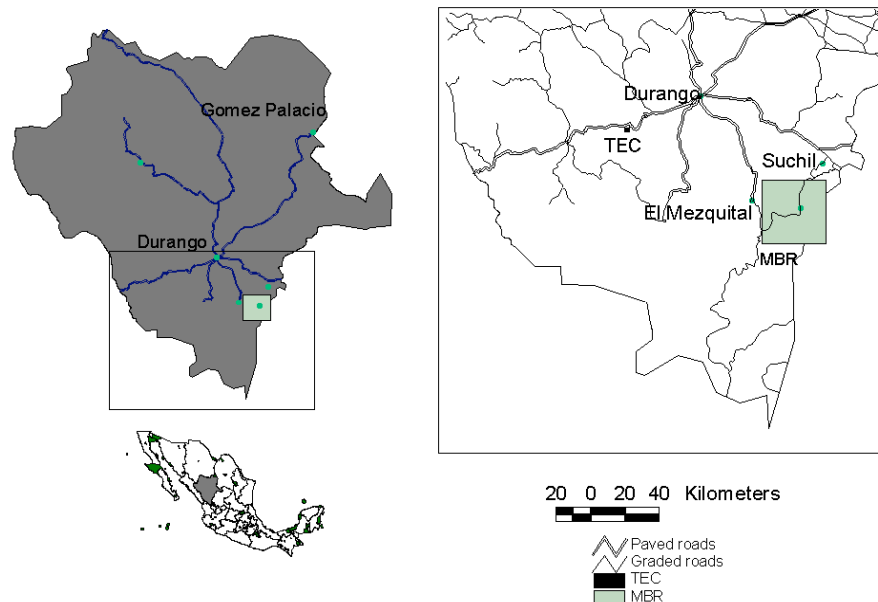 Gomez Palacio
Durango
Durango
TEC
Suchil
El Mezquital
MBR
20 0 20 40 Kilometers
Paved roads
Graded roads
TEC
MBR